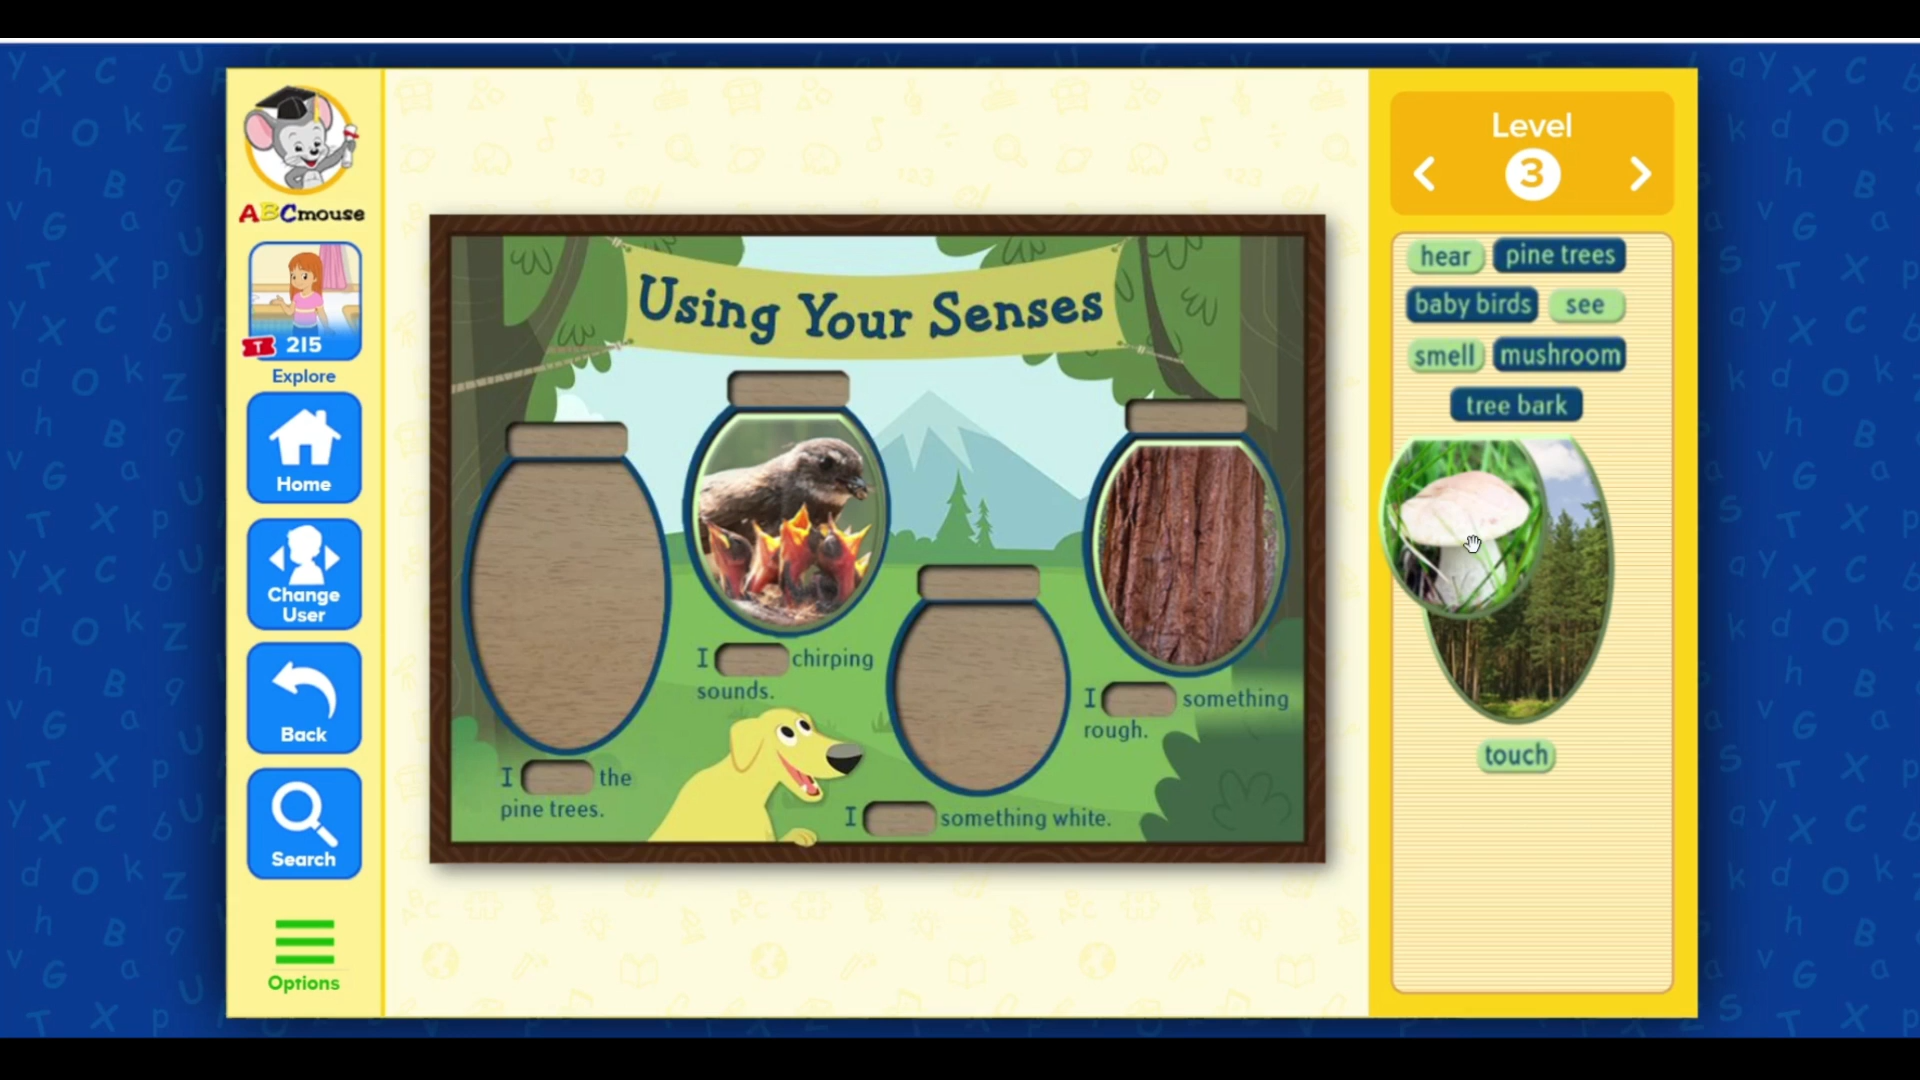 ABCmouse
T 215
Explore
Home
Change
User
Back
Search
Options
Using Your Senses
I chirping
sounds.
I something
rough.
I the
pine trees.
I something white.
Level
3
hear pine trees
baby birds see
smell mushroom
tree bark
touch